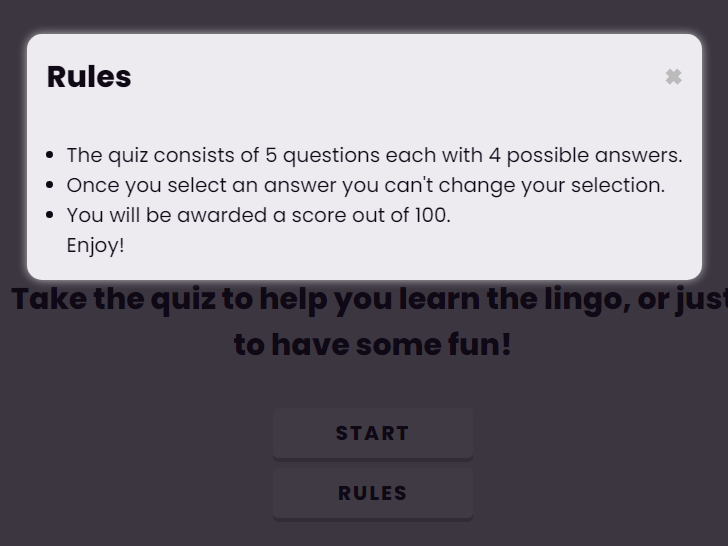 Rules
✖
• The quiz consists of 5 questions each with 4 possible answers.
• Once you select an answer you can't change your selection.
• You will be awarded a score out of 100.
Enjoy!
Take the quiz to help you learn the lingo, or just
to have some fun!
START
RULES